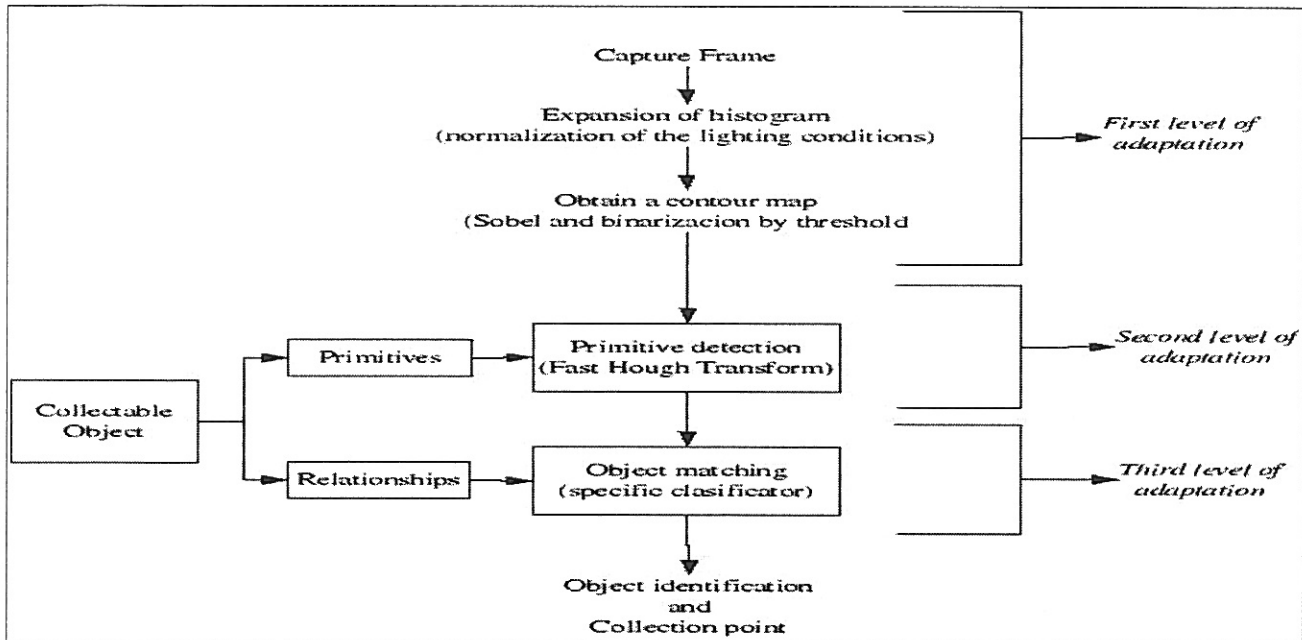 Capture Frame
Expansion of histogram
(normalization of the lighting conditions)
First level of
adaptation
Obtain a contour map
(Sobel and binarizacion by threshold
Primitives
Primitive detection
(Fast Hough Transform)
Second level of
adaptation
Collectable
Object
Relationships
Object matching
(specific clasificator)
Third level of
adaptation
Object identification
and
Collection point